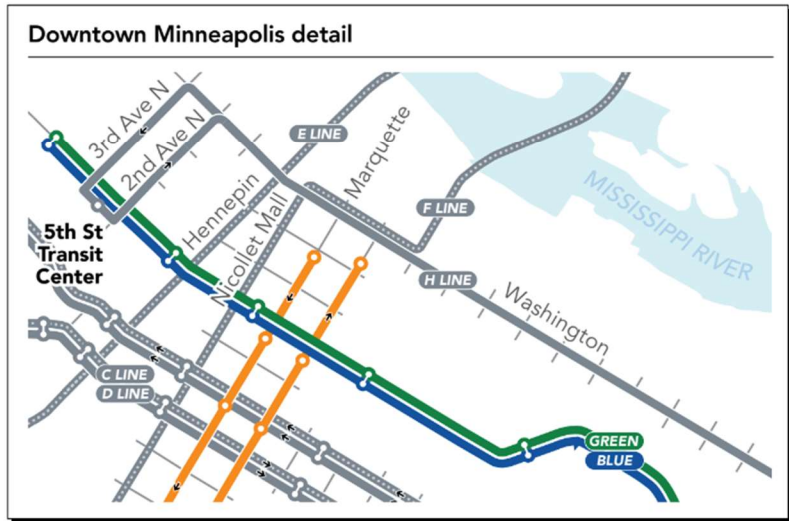 Downtown Minneapolis detail
3rd Ave N
2nd Ave N
E LINE
Marquette
Hennepin
Nicollet Mall
F LINE
MISSISSIPPI RIVER
5th St
Transit
Center
H LINE
Washington
C LINE
D LINE
GREEN
BLUE